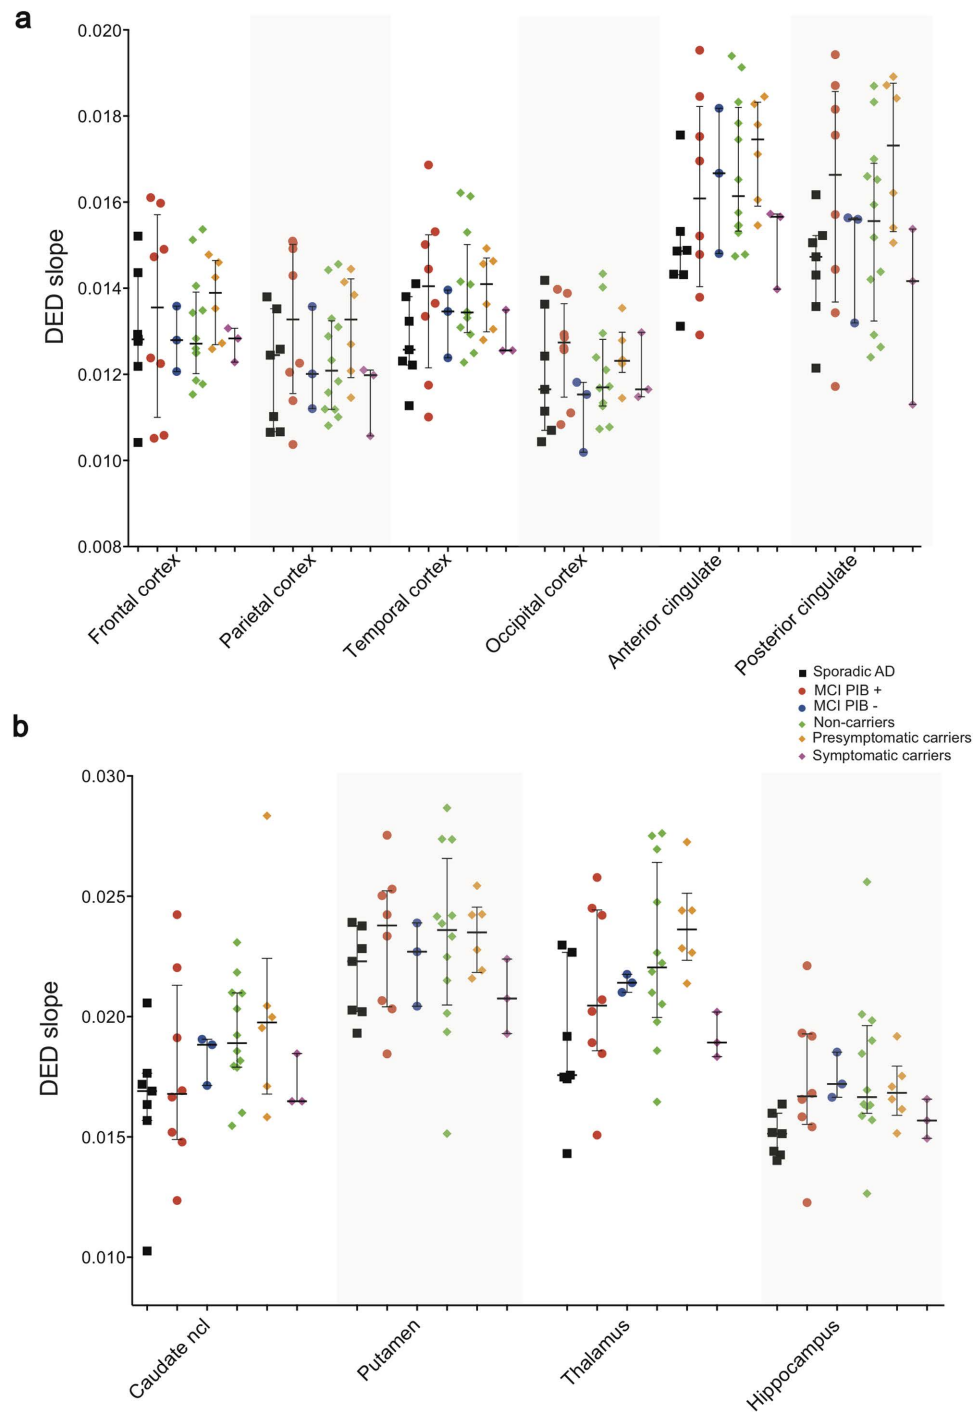 a
0.020
0.018
0.016
0.014
0.012
0.010
0.008
DED slope
Frontal cortex
Parietal cortex
Temporal cortex
Occipital cortex
Anterior cingulate
Posterior cingulate
Sporadic AD
MCI PIB +
MCI PIB -
Non-carriers
Presymptomatic carriers
Symptomatic carriers
b
0.030
0.025
0.020
0.015
0.010
DED slope
Caudate ncl
Putamen
Thalamus
Hippocampus